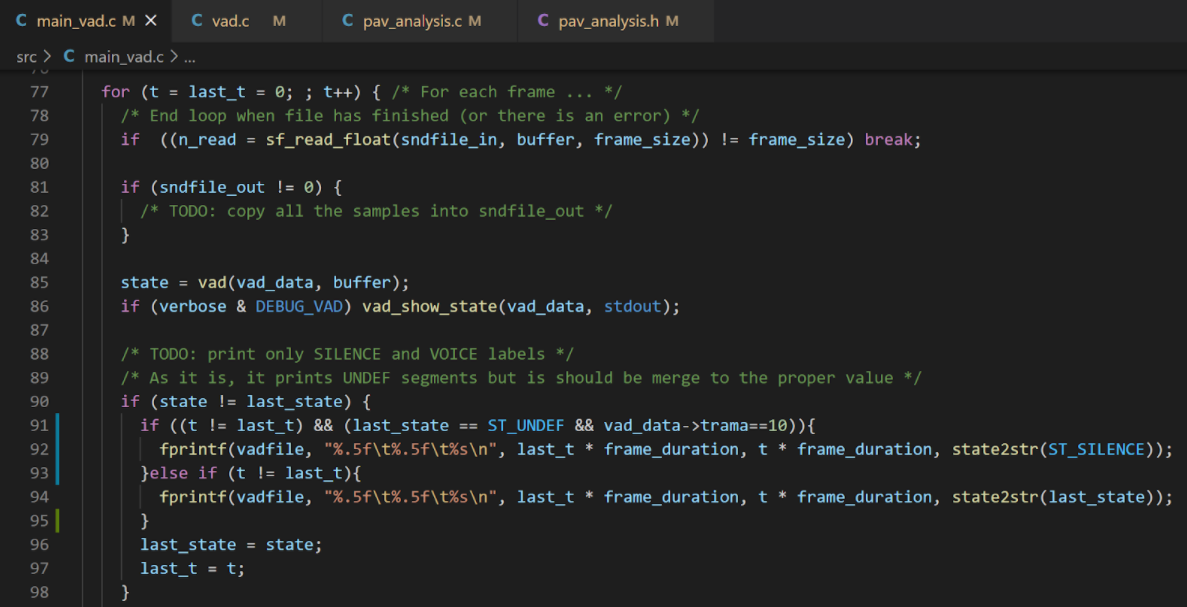 C main_vad.c M × C vad.c M C pav_analysis.c M C pav_analysis.h M
src > C main_vad.c > ...
76
77 for (t = last_t = 0; ; t++) { /* For each frame ... */
78 /* End loop when file has finished (or there is an error) */
79 if  ((n_read = sf_read_float(sndfile_in, buffer, frame_size)) != frame_size) break;
80
81 if (sndfile_out != 0) {
82 /* TODO: copy all the samples into sndfile_out */
83 }
84
85 state = vad(vad_data, buffer);
86 if (verbose & DEBUG_VAD) vad_show_state(vad_data, stdout);
87
88 /* TODO: print only SILENCE and VOICE labels */
89 /* As it is, it prints UNDEF segments but is should be merge to the proper value */
90 if (state != last_state) {
91 if ((t != last_t) && (last_state == ST_UNDEF && vad_data->trama==10)){
92 fprintf(vadfile, "%.5f\t%.5f\t%s\n", last_t * frame_duration, t * frame_duration, state2str(ST_SILENCE));
93 }else if (t != last_t){
94 fprintf(vadfile, "%.5f\t%.5f\t%s\n", last_t * frame_duration, t * frame_duration, state2str(last_state));
95 }
96 last_state = state;
97 last_t = t;
98 }